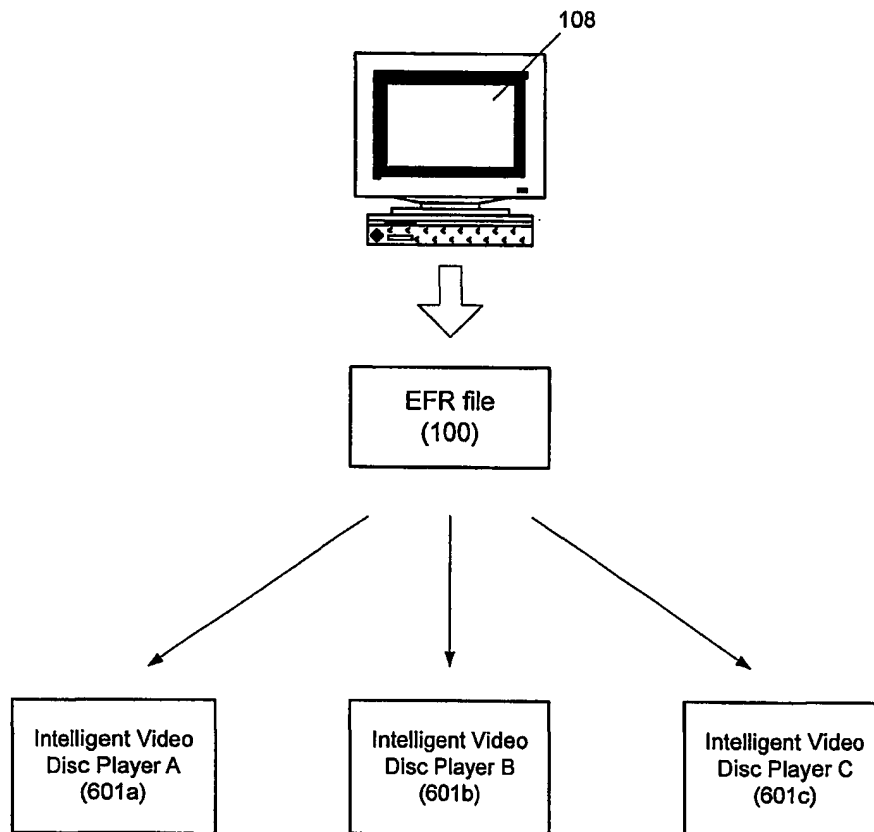 108
EFR file
(100)
Intelligent Video
Disc Player A
(601a)
Intelligent Video
Disc Player B
(601b)
Intelligent Video
Disc Player C
(601c)